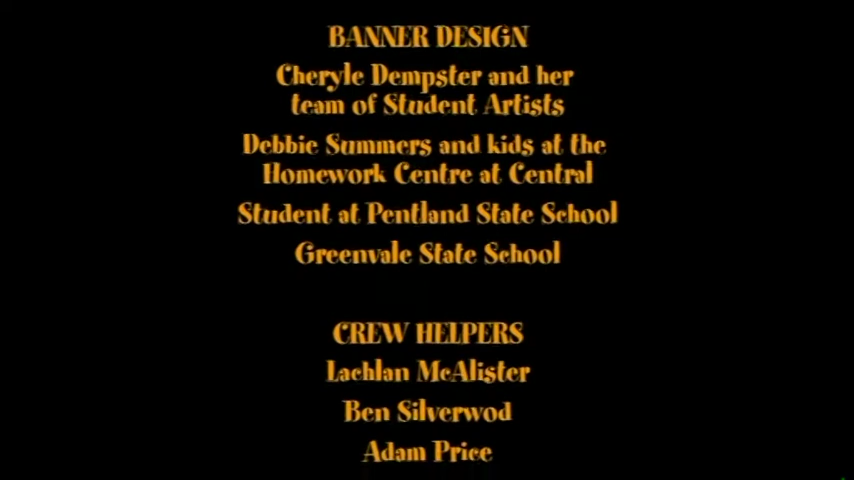 BANNER DESIGN
Cheryle Dempster and her
team of Student Artists
Debbie Summers and kids at the
Homework Centre at Central
Student at Pentland State School
Greenvale State School
CREW HELPERS
Lachlan McAlister
Ben Silverwod
Adam Price